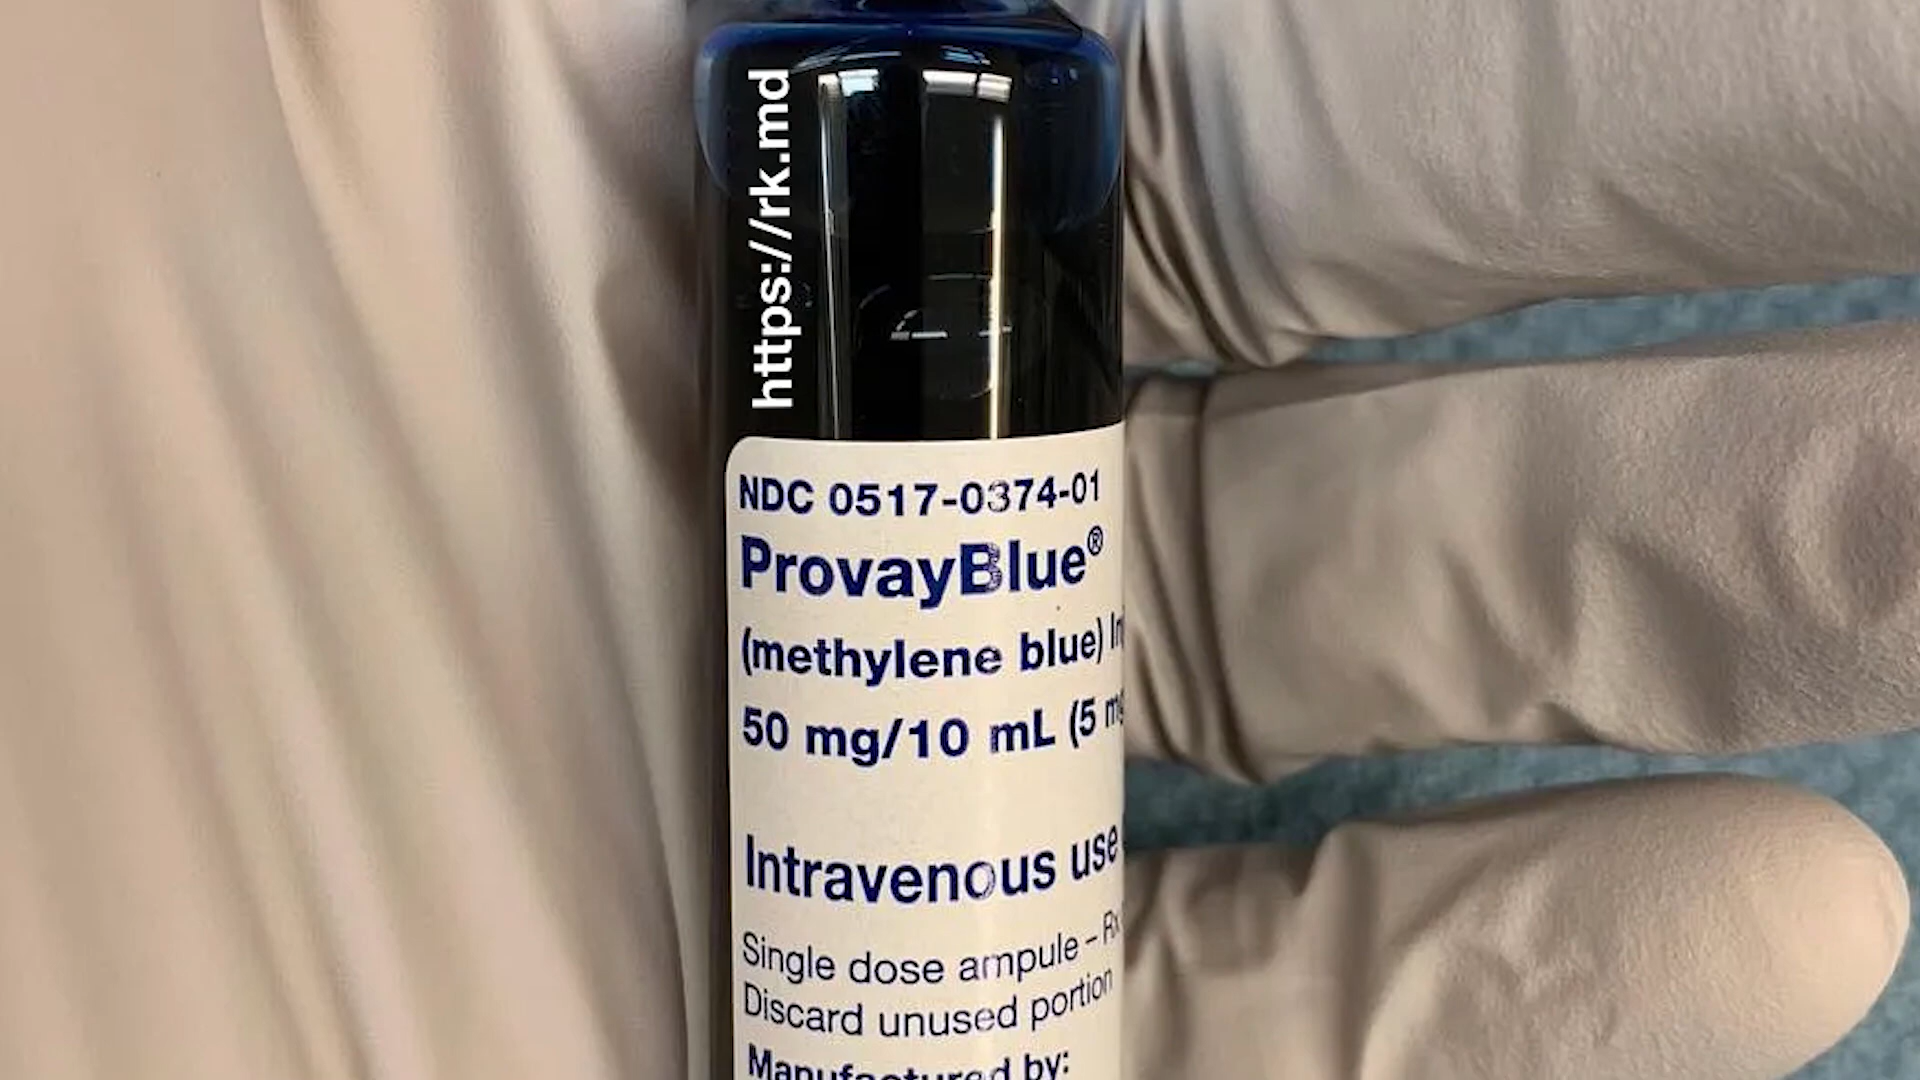 https://rk.md
NDC 0517-0374-01
ProvayBlue®
(methylene blue)
50 mg/10 mL (5
Intravenous use
Single dose ampule – Rx
Discard unused portion
Manufactured by: